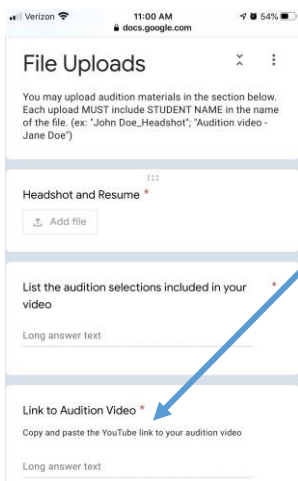 Verizon 11:00 AM 54%
docs.google.com
File Uploads
You may upload audition materials in the section below.
Each upload MUST include STUDENT NAME in the name
of the file. (ex: "John Doe_Headshot"; "Audition video -
Jane Doe")
Headshot and Resume *
Add file
List the audition selections included in your *
video
Long answer text
Link to Audition Video *
Copy and paste the YouTube link to your audition video
Long answer text